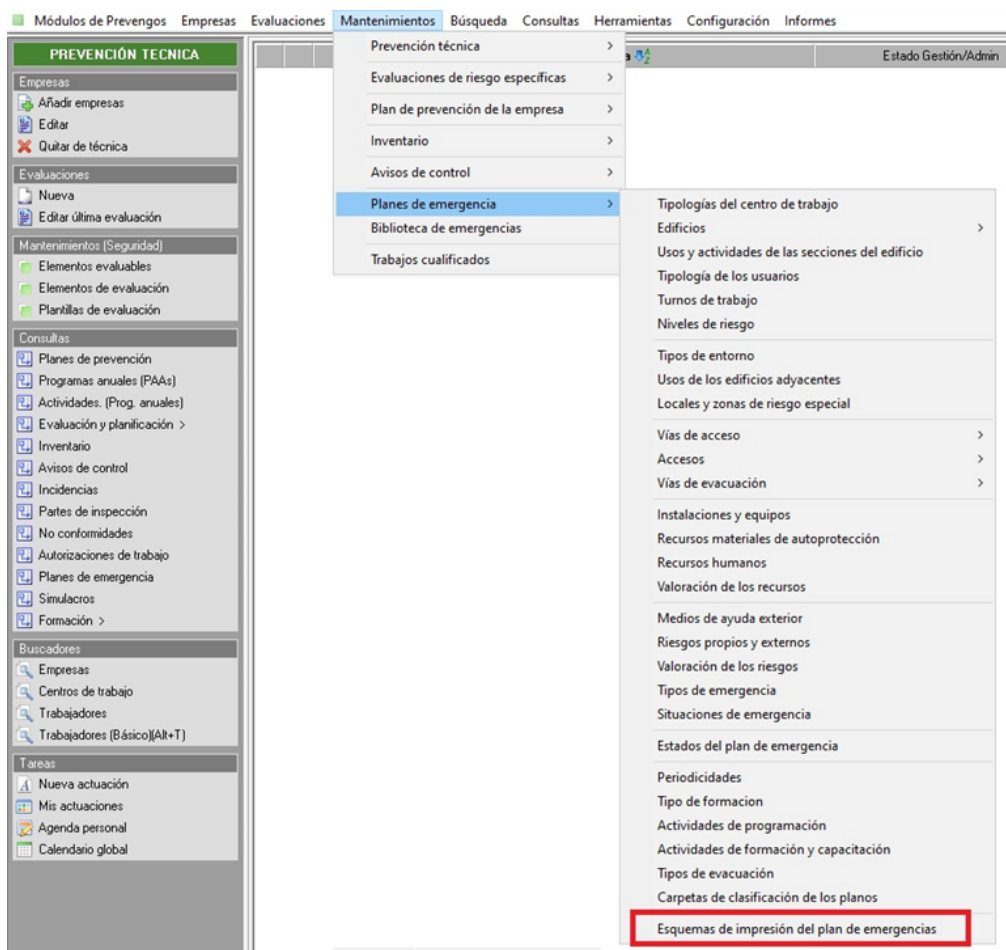 Módulos de Prevengos Empresas Evaluaciones Mantenimientos Búsqueda Consultas Herramientas Configuración Informes
PREVENCIÓN TECNICA
Empresas
Añadir empresas
Editar
Quitar de técnica
Evaluaciones
Nueva
Editar última evaluación
Mantenimientos (Seguridad)
Elementos evaluables
Elementos de evaluación
Plantillas de evaluación
Consultas
Planes de prevención
Programas anuales (PAAs)
Actividades. (Prog. anuales)
Evaluación y planificación >
Inventario
Avisos de control
Incidencias
Partes de inspección
No conformidades
Autorizaciones de trabajo
Planes de emergencia
Simulacros
Formación >
Buscadores
Empresas
Centros de trabajo
Trabajadores
Trabajadores (Básico)(Alt+T)
Tareas
Nueva actuación
Mis actuaciones
Agenda personal
Calendario global
Estado Gestión/Admin
Prevención técnica >
Evaluaciones de riesgo específicas >
Plan de prevención de la empresa >
Inventario >
Avisos de control >
Planes de emergencia >
Biblioteca de emergencias
Trabajos cualificados
Tipologías del centro de trabajo
Edificios >
Usos y actividades de las secciones del edificio
Tipología de los usuarios
Turnos de trabajo
Niveles de riesgo
Tipos de entorno
Usos de los edificios adyacentes
Locales y zonas de riesgo especial
Vías de acceso >
Accesos >
Vías de evacuación >
Instalaciones y equipos
Recursos materiales de autoprotección
Recursos humanos
Valoración de los recursos
Medios de ayuda exterior
Riesgos propios y externos
Valoración de los riesgos
Tipos de emergencia
Situaciones de emergencia
Estados del plan de emergencia
Periodicidades
Tipo de formacion
Actividades de programación
Actividades de formación y capacitación
Tipos de evacuación
Carpetas de clasificación de los planos
Esquemas de impresión del plan de emergencias